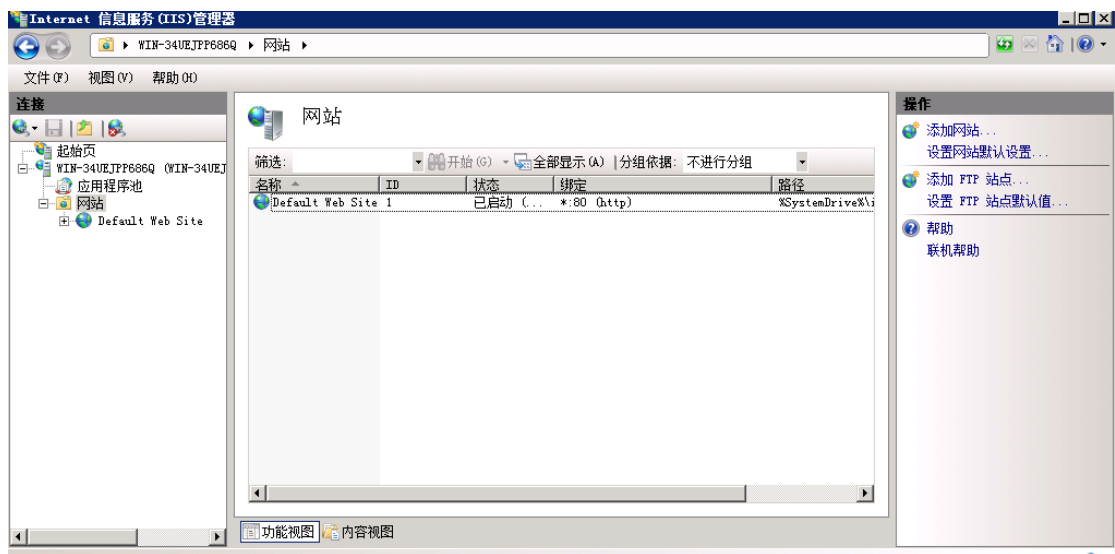 Internet 信息服务(IIS)管理器
WIN-34UEJPP686Q 网站
文件(F) 视图(V) 帮助(H)
连接
起始页
WIN-34UEJPP686Q (WIN-34UEJ
应用程序池
网站
Default Web Site
网站
筛选: 开始(G) 全部显示(A) 分组依据: 不进行分组
名称 ID 状态 绑定 路径
Default Web Site 1 已启动 (... *:80 (http) %SystemDrive%\i
功能视图 内容视图
操作
添加网站...
设置网站默认设置...
添加 FTP 站点...
设置 FTP 站点默认值...
帮助
联机帮助